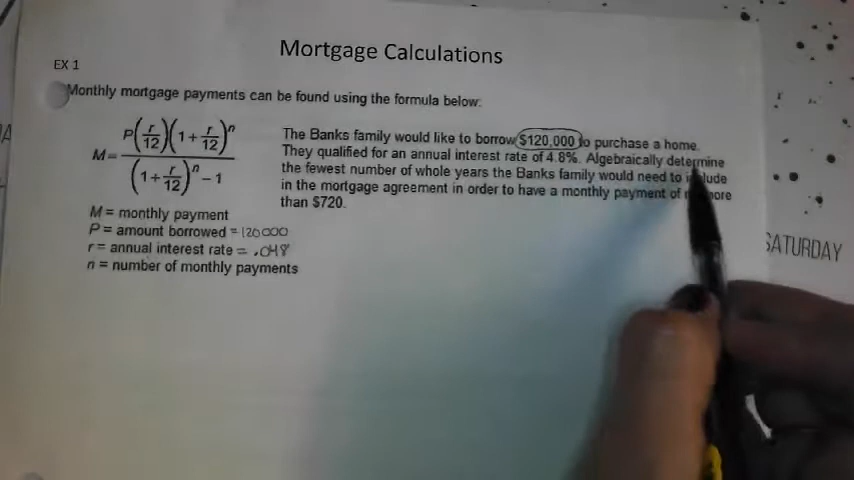 Mortgage Calculations
EX 1
Monthly mortgage payments can be found using the formula below:
M= P(r/12)(1+r/12)^n / (1+r/12)^n - 1
The Banks family would like to borrow $120,000 to purchase a home.
They qualified for an annual interest rate of 4.8%. Algebraically determine
the fewest number of whole years the Banks family would need to include
in the mortgage agreement in order to have a monthly payment of more
than $720.
M = monthly payment
P = amount borrowed = 120000
r = annual interest rate = .048
n = number of monthly payments
SATURDAY